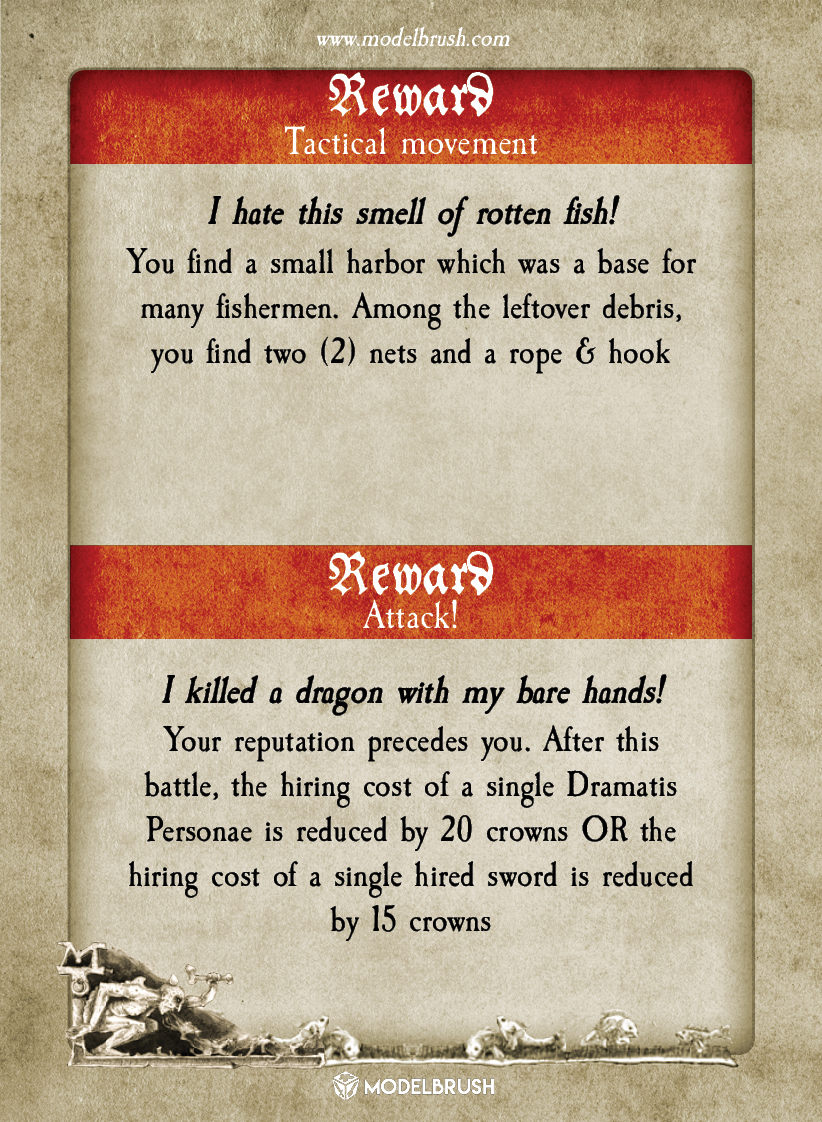 www.modelbrush.com
Reward
Tactical movement
I hate this smell of rotten fish!
You find a small harbor which was a base for
many fishermen. Among the leftover debris,
you find two (2) nets and a rope & hook
Reward
Attack!
I killed a dragon with my bare hands!
Your reputation precedes you. After this
battle, the hiring cost of a single Dramatis
Personae is reduced by 20 crowns OR the
hiring cost of a single hired sword is reduced
by 15 crowns
M
MODELBRUSH